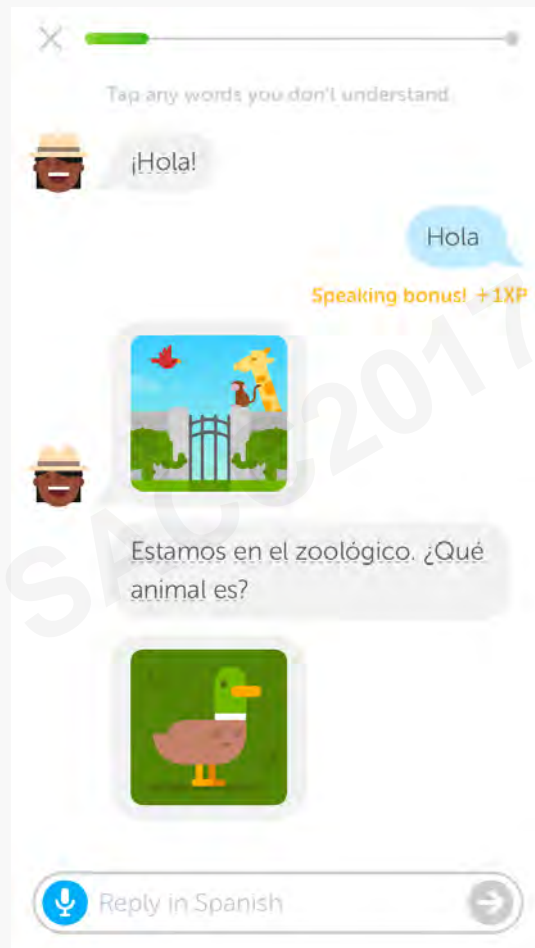 Tap any words you don't understand
¡Hola!
Hola
Speaking bonus! +1XP
Estamos en el zoológico. ¿Qué
animal es?
Reply in Spanish
SACC2017